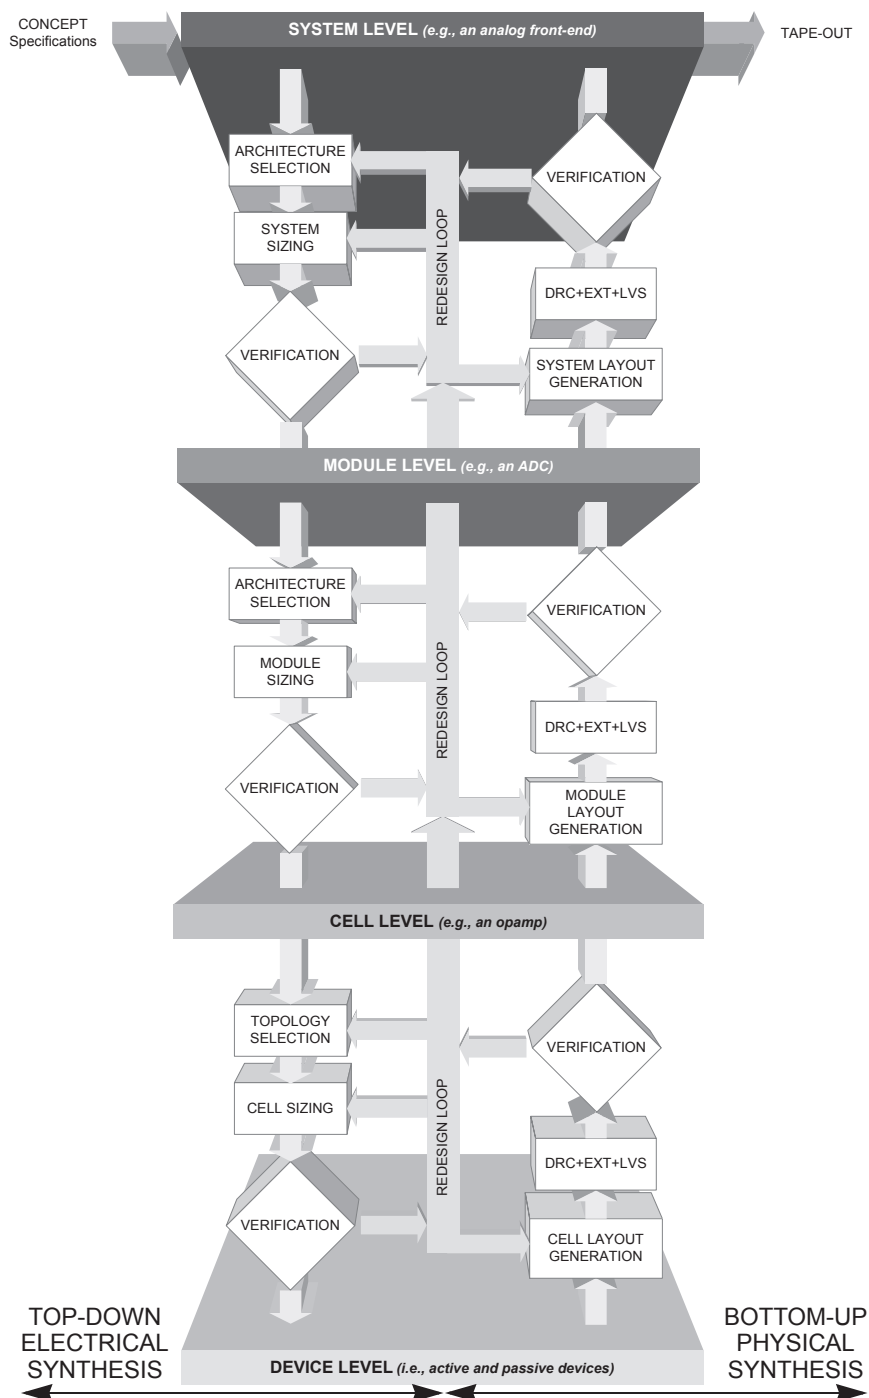 CONCEPT
Specifications
SYSTEM LEVEL (e.g., an analog front-end)
TAPE-OUT
ARCHITECTURE
SELECTION
SYSTEM
SIZING
VERIFICATION
REDESIGN LOOP
VERIFICATION
DRC+EXT+LVS
SYSTEM LAYOUT
GENERATION
MODULE LEVEL (e.g., an ADC)
ARCHITECTURE
SELECTION
MODULE
SIZING
VERIFICATION
REDESIGN LOOP
VERIFICATION
DRC+EXT+LVS
MODULE
LAYOUT
GENERATION
CELL LEVEL (e.g., an opamp)
TOPOLOGY
SELECTION
CELL SIZING
VERIFICATION
REDESIGN LOOP
VERIFICATION
DRC+EXT+LVS
CELL LAYOUT
GENERATION
TOP-DOWN
ELECTRICAL
SYNTHESIS
DEVICE LEVEL (i.e., active and passive devices)
BOTTOM-UP
PHYSICAL
SYNTHESIS